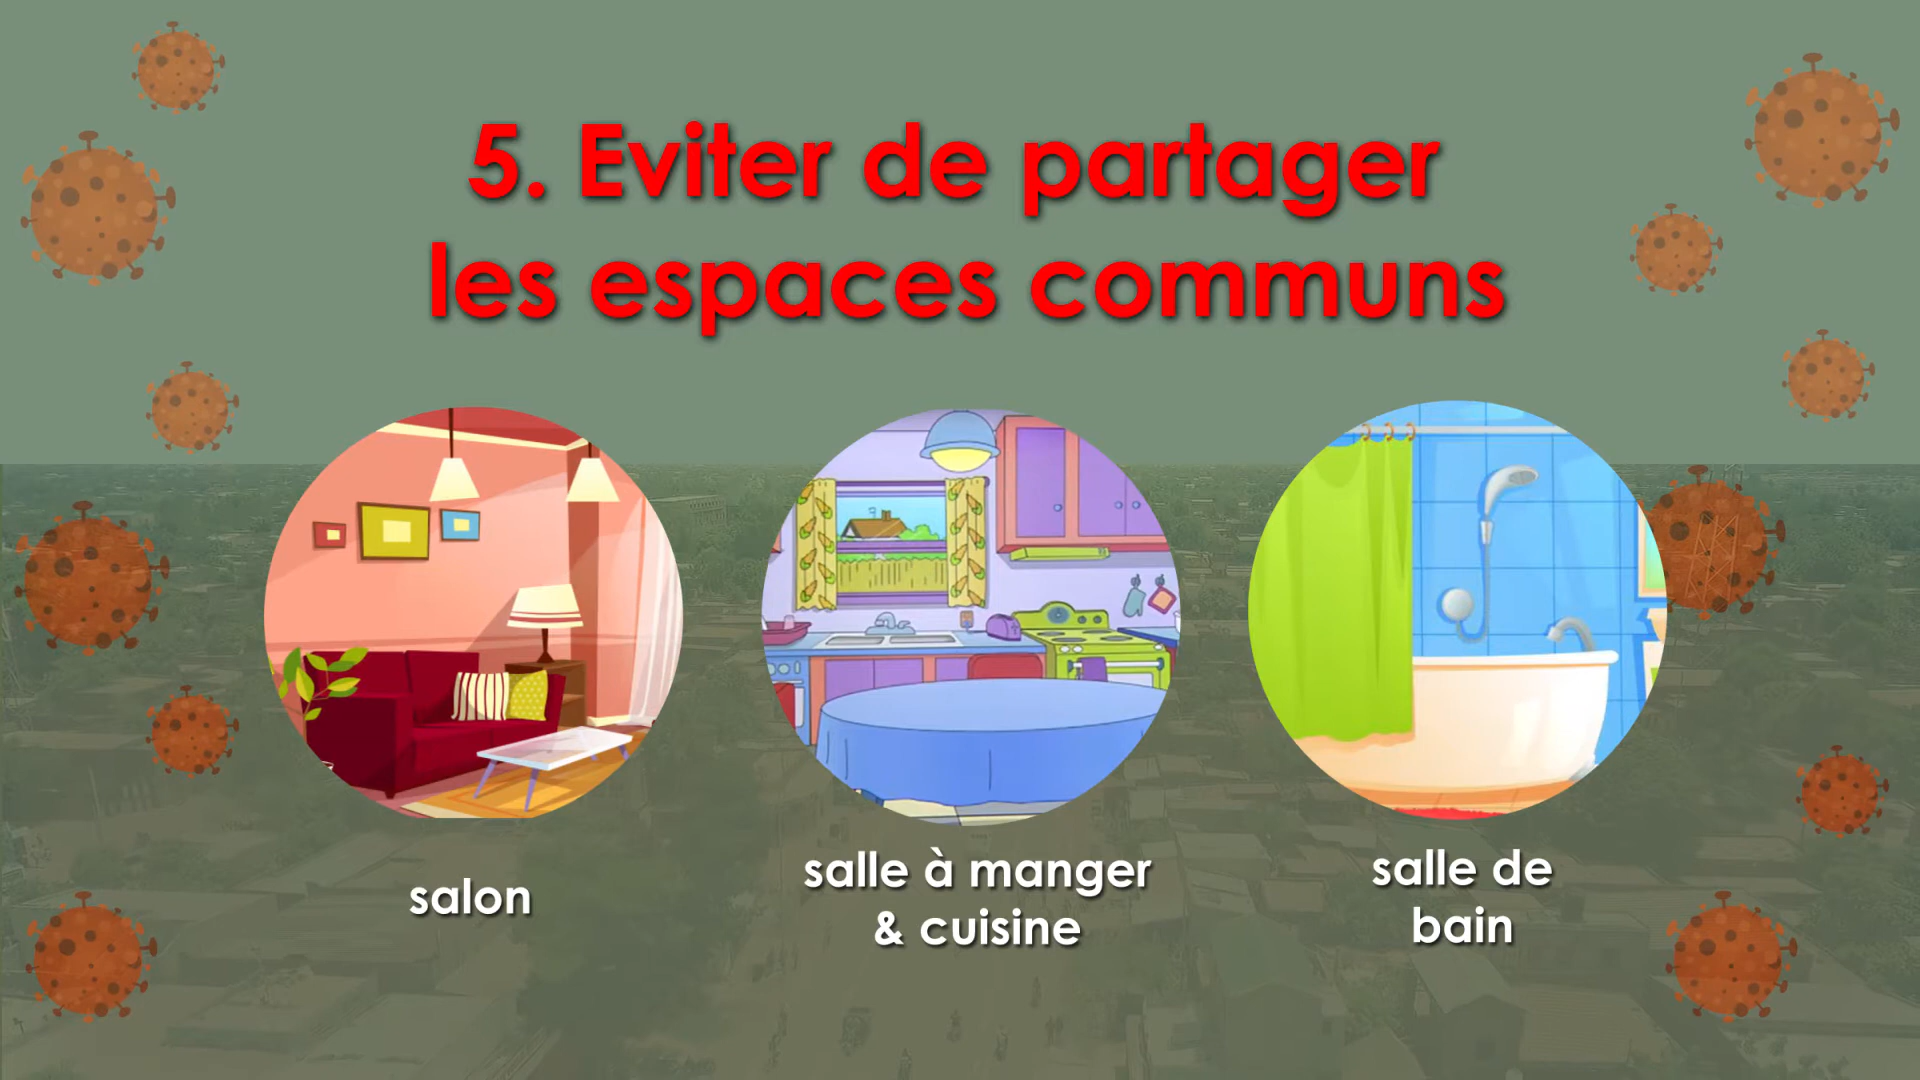 5. Eviter de partager
les espaces communs
salon
salle à manger
& cuisine
salle de
bain